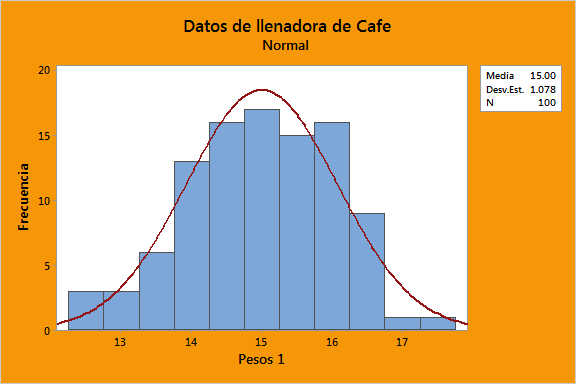 Datos de llenadora de Cafe
Normal
Media 15.00
Desv.Est. 1.078
N 100
Frecuencia
20
15
10
5
0
13 14 15 16 17
Pesos 1